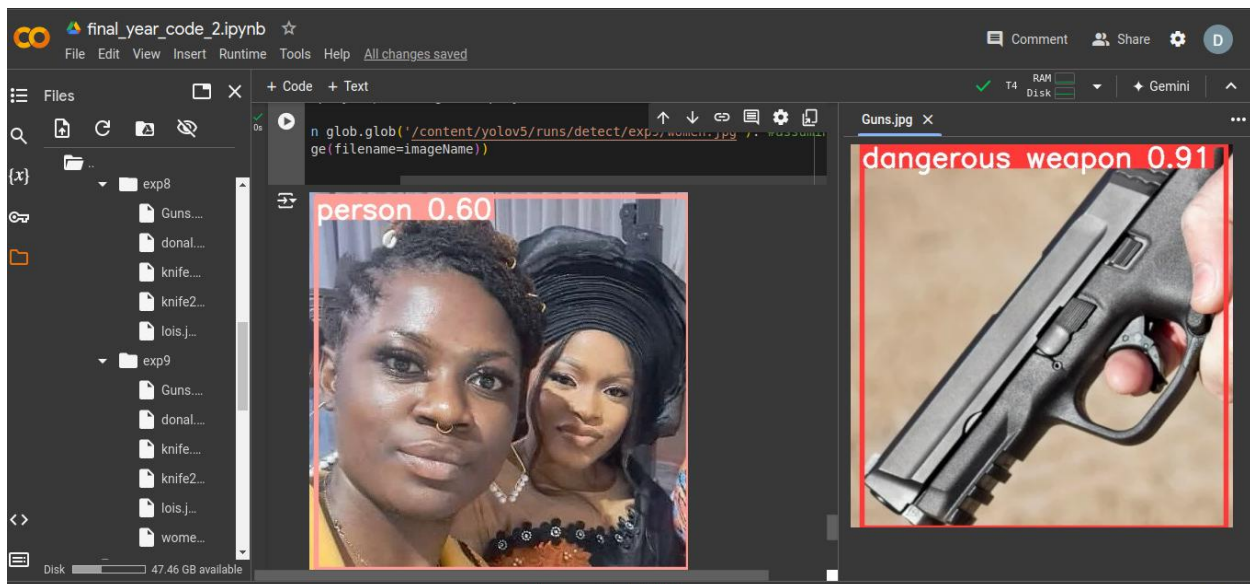 final_year_code_2.ipynb
File Edit View Insert Runtime Tools Help All changes saved
Comment Share D
Files
+ Code + Text
T4 RAM Disk
Gemini
{x}
..
exp8
Guns....
donal....
knife....
knife2...
lois.j...
exp9
Guns....
donal....
knife....
knife2...
lois.j...
wome...
Disk 47.46 GB available
0s
n glob.glob('/content/yolov5/runs/detect/exp9/women.jpg'): #assumin
ge(filename=imageName))
person 0.60
Guns.jpg
dangerous weapon 0.91